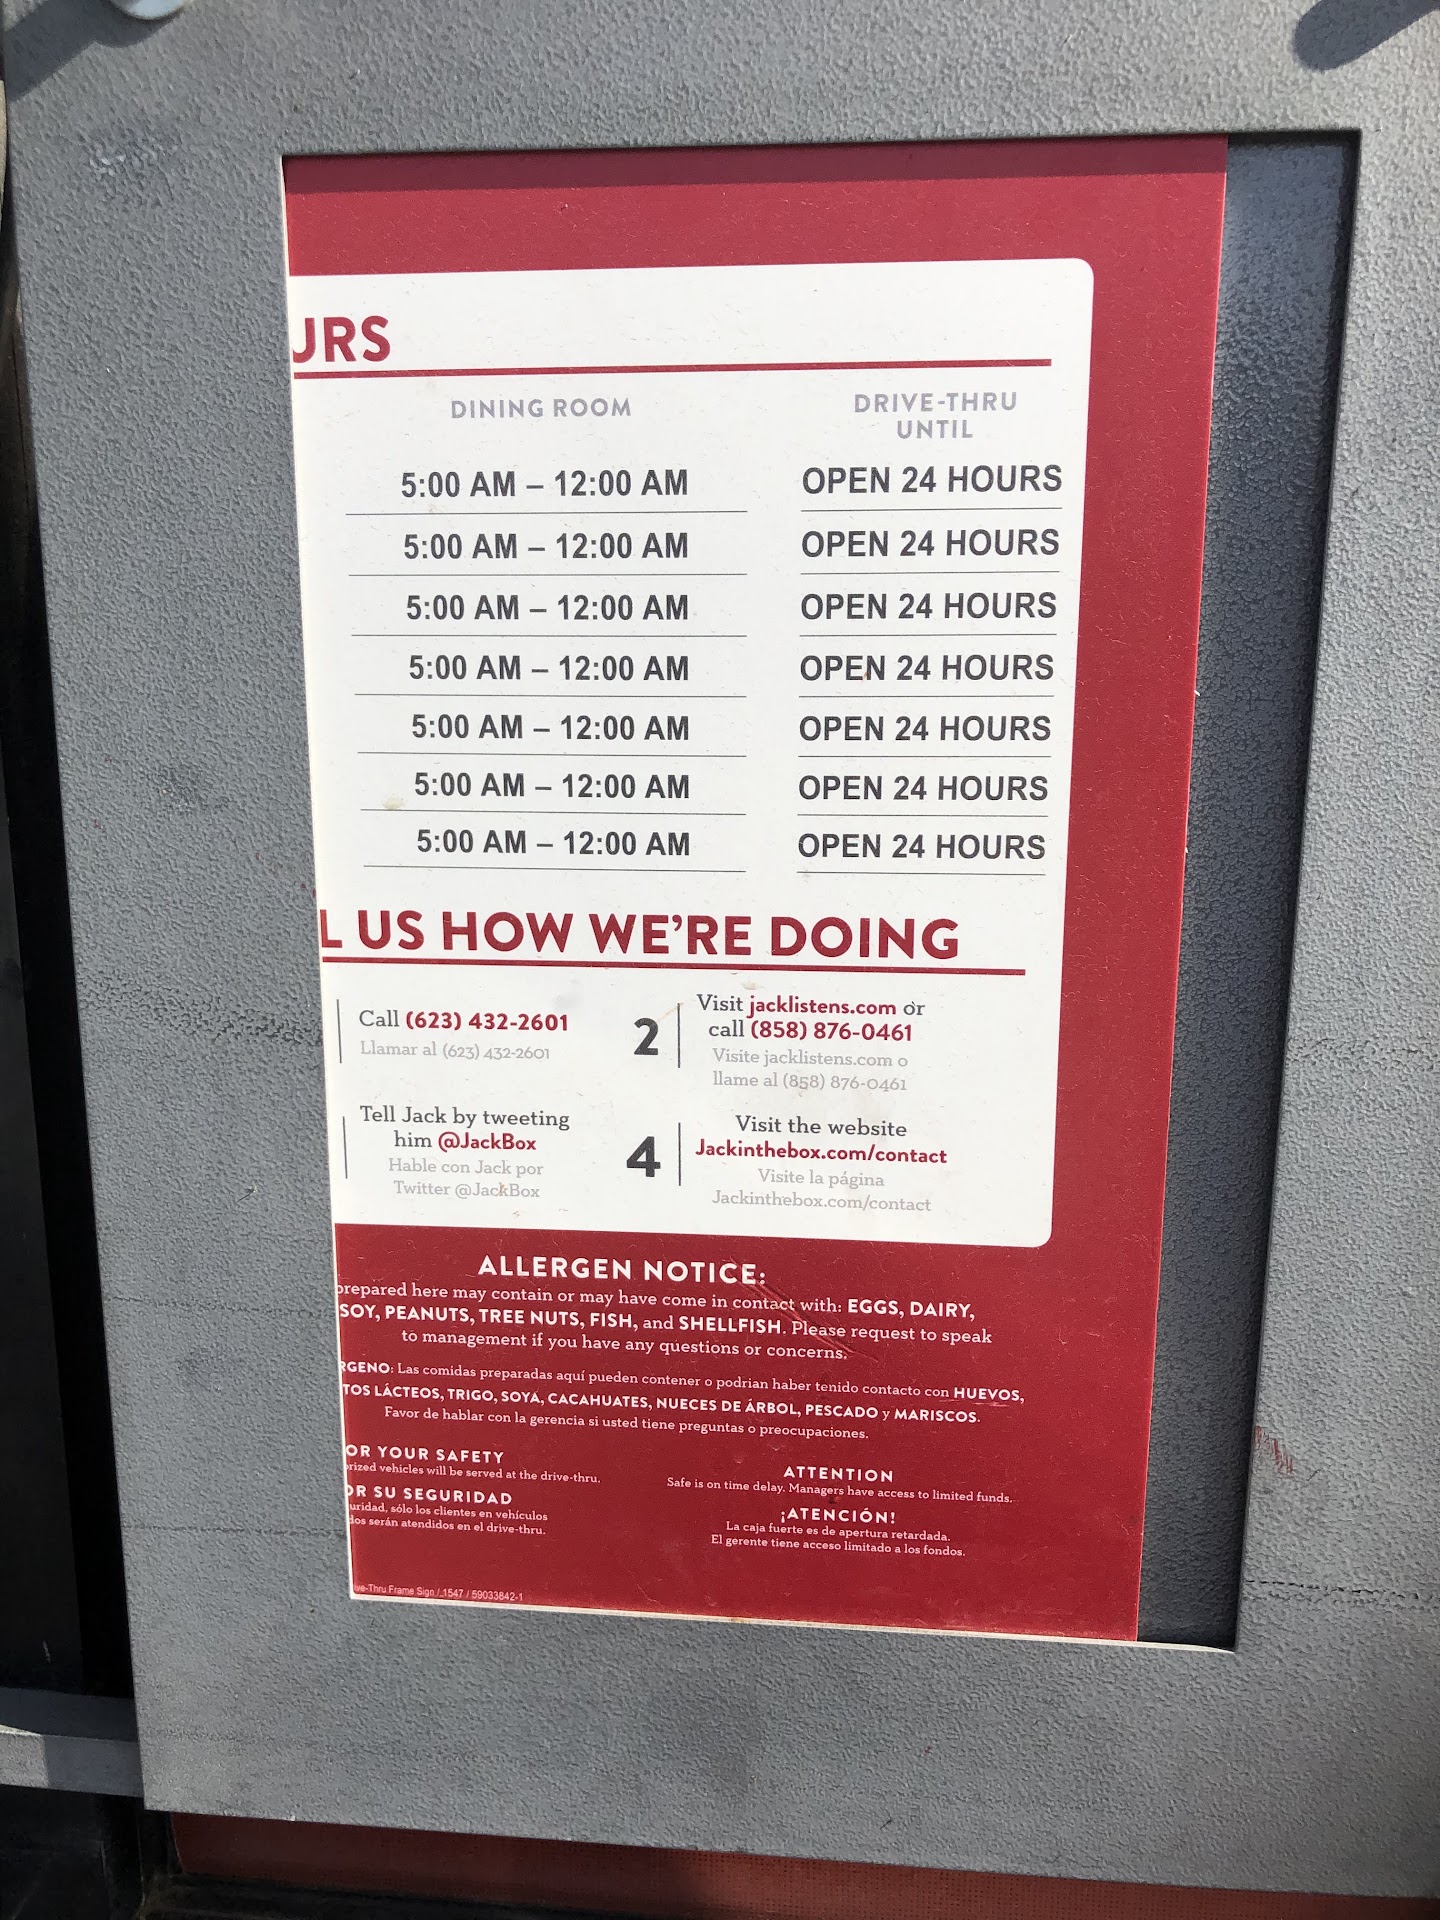 URS
DINING ROOM
DRIVE-THRU
UNTIL
5:00 AM – 12:00 AM OPEN 24 HOURS
5:00 AM – 12:00 AM OPEN 24 HOURS
5:00 AM – 12:00 AM OPEN 24 HOURS
5:00 AM – 12:00 AM OPEN 24 HOURS
5:00 AM – 12:00 AM OPEN 24 HOURS
5:00 AM – 12:00 AM OPEN 24 HOURS
5:00 AM – 12:00 AM OPEN 24 HOURS
L US HOW WE'RE DOING
Call (623) 432-2601
Llamar al (623) 432-2601
2
Visit jacklistens.com or
call (858) 876-0461
Visite jacklistens.com o
llame al (858) 876-0461
Tell Jack by tweeting
him @JackBox
Hable con Jack por
Twitter @JackBox
4
Visit the website
Jackinthebox.com/contact
Visite la página
Jackinthebox.com/contact
ALLERGEN NOTICE:
prepared here may contain or may have come in contact with: EGGS, DAIRY,
SOY, PEANUTS, TREE NUTS, FISH, and SHELLFISH. Please request to speak
to management if you have any questions or concerns.
RGENO: Las comidas preparadas aquí pueden contener o podrian haber tenido contacto con HUEVOS,
TOS LÁCTEOS, TRIGO, SOYA, CACAHUATES, NUECES DE ÁRBOL, PESCADO y MARISCOS.
Favor de hablar con la gerencia si usted tiene preguntas o preocupaciones.
OR YOUR SAFETY
rized vehicles will be served at the drive-thru.
OR SU SEGURIDAD
uridad, sólo los clientes en vehículos
dos serán atendidos en el drive-thru.
ATTENTION
Safe is on time delay. Managers have access to limited funds.
¡ATENCIÓN!
La caja fuerte es de apertura retardada.
El gerente tiene acceso limitado a los fondos.
ive-Thru Frame Sign / 1547 / 59033842-1